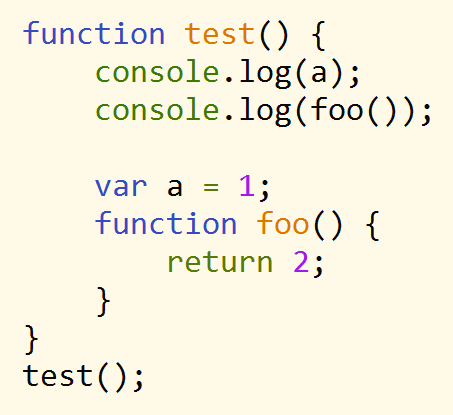 function test() {
    console.log(a);
    console.log(foo());

    var a = 1;
    function foo() {
        return 2;
    }
}
test();